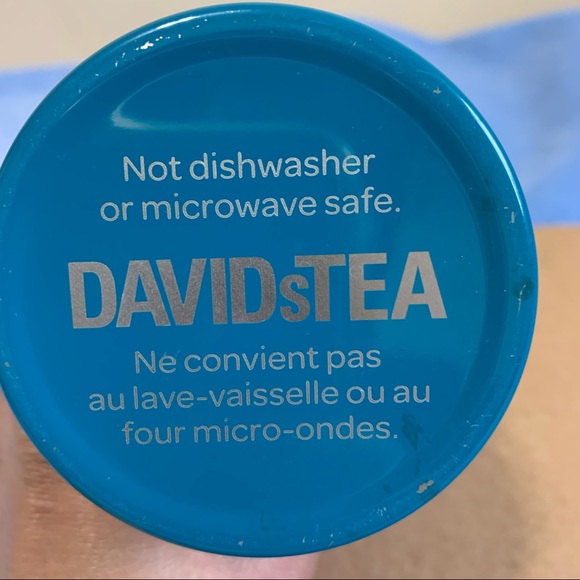 Not dishwasher
or microwave safe.
DAVIDsTEA
Ne convient pas
au lave-vaisselle ou au
four micro-ondes.